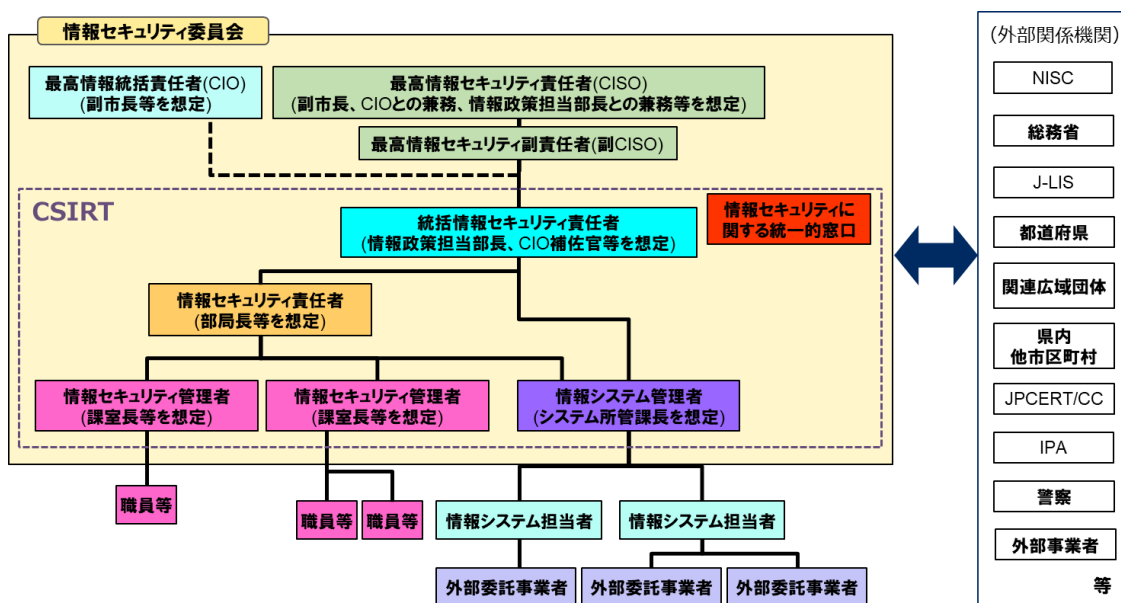 情報セキュリティ委員会
最高情報統括責任者(CIO)
(副市長等を想定)
最高情報セキュリティ責任者(CISO)
(副市長、CIOとの兼務、情報政策担当部長との兼務等を想定)
最高情報セキュリティ副責任者(副CISO)
CSIRT
統括情報セキュリティ責任者
(情報政策担当部長、CIO補佐官等を想定)
情報セキュリティに
関する統一的窓口
情報セキュリティ責任者
(部局長等を想定)
情報セキュリティ管理者
(課室長等を想定)
情報セキュリティ管理者
(課室長等を想定)
情報システム管理者
(システム所管課長を想定)
職員等
職員等
職員等
情報システム担当者
情報システム担当者
外部委託事業者
外部委託事業者
外部委託事業者
(外部関係機関)
NISC
総務省
J-LIS
都道府県
関連広域団体
県内
他市区町村
JPCERT/CC
IPA
警察
外部事業者
等